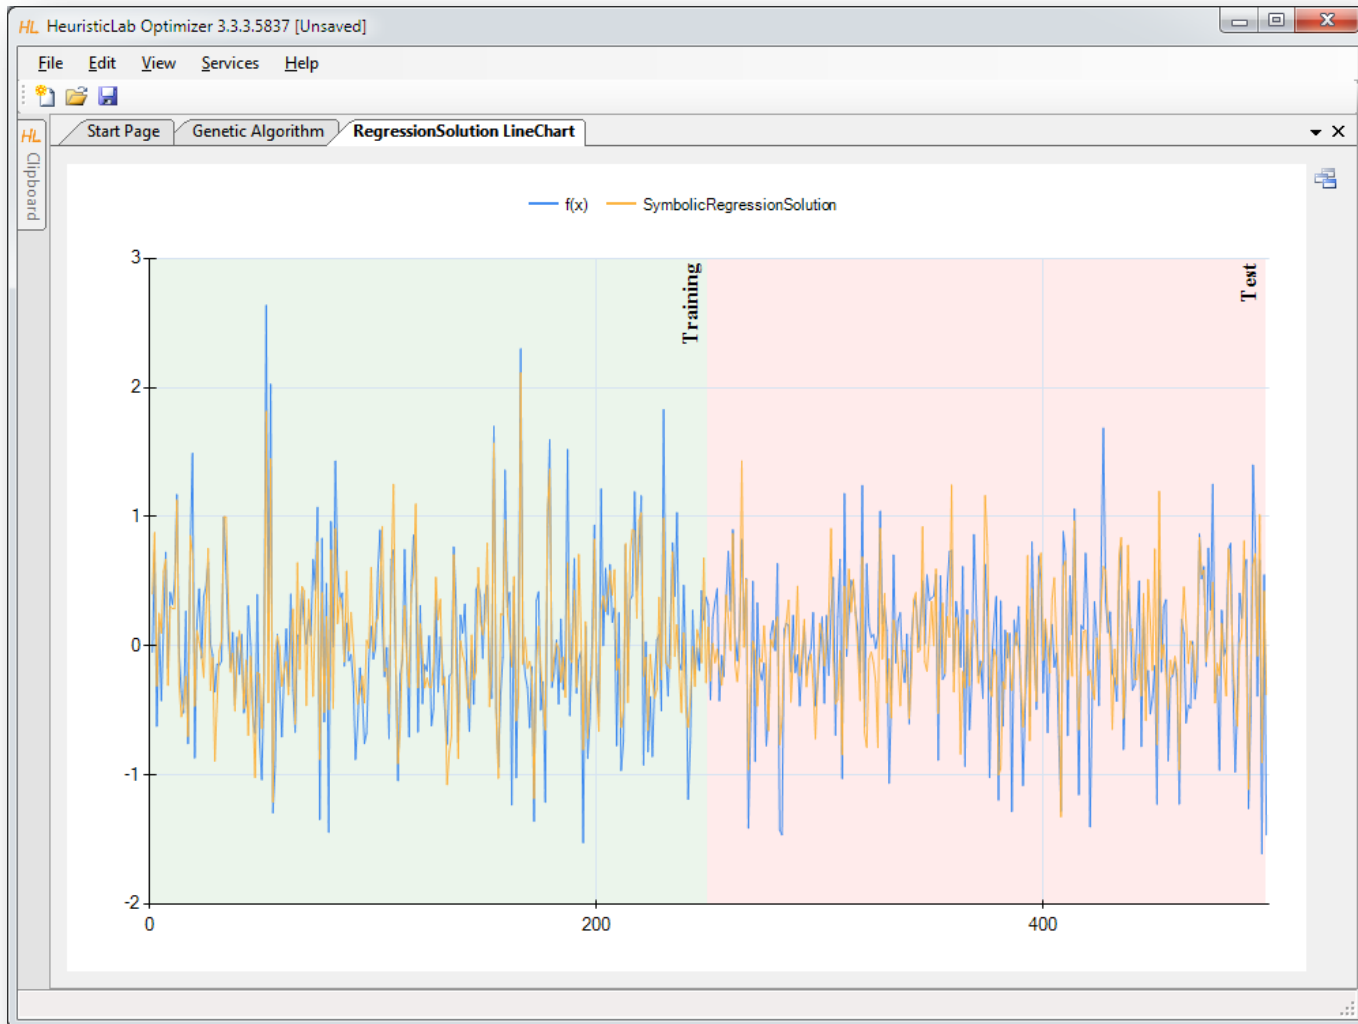 HL HeuristicLab Optimizer 3.3.3.5837 [Unsaved]
File Edit View Services Help
HL Clipboard
Start Page Genetic Algorithm RegressionSolution LineChart
f(x) SymbolicRegressionSolution
Training
Test
3
2
1
0
-1
-2
0 200 400